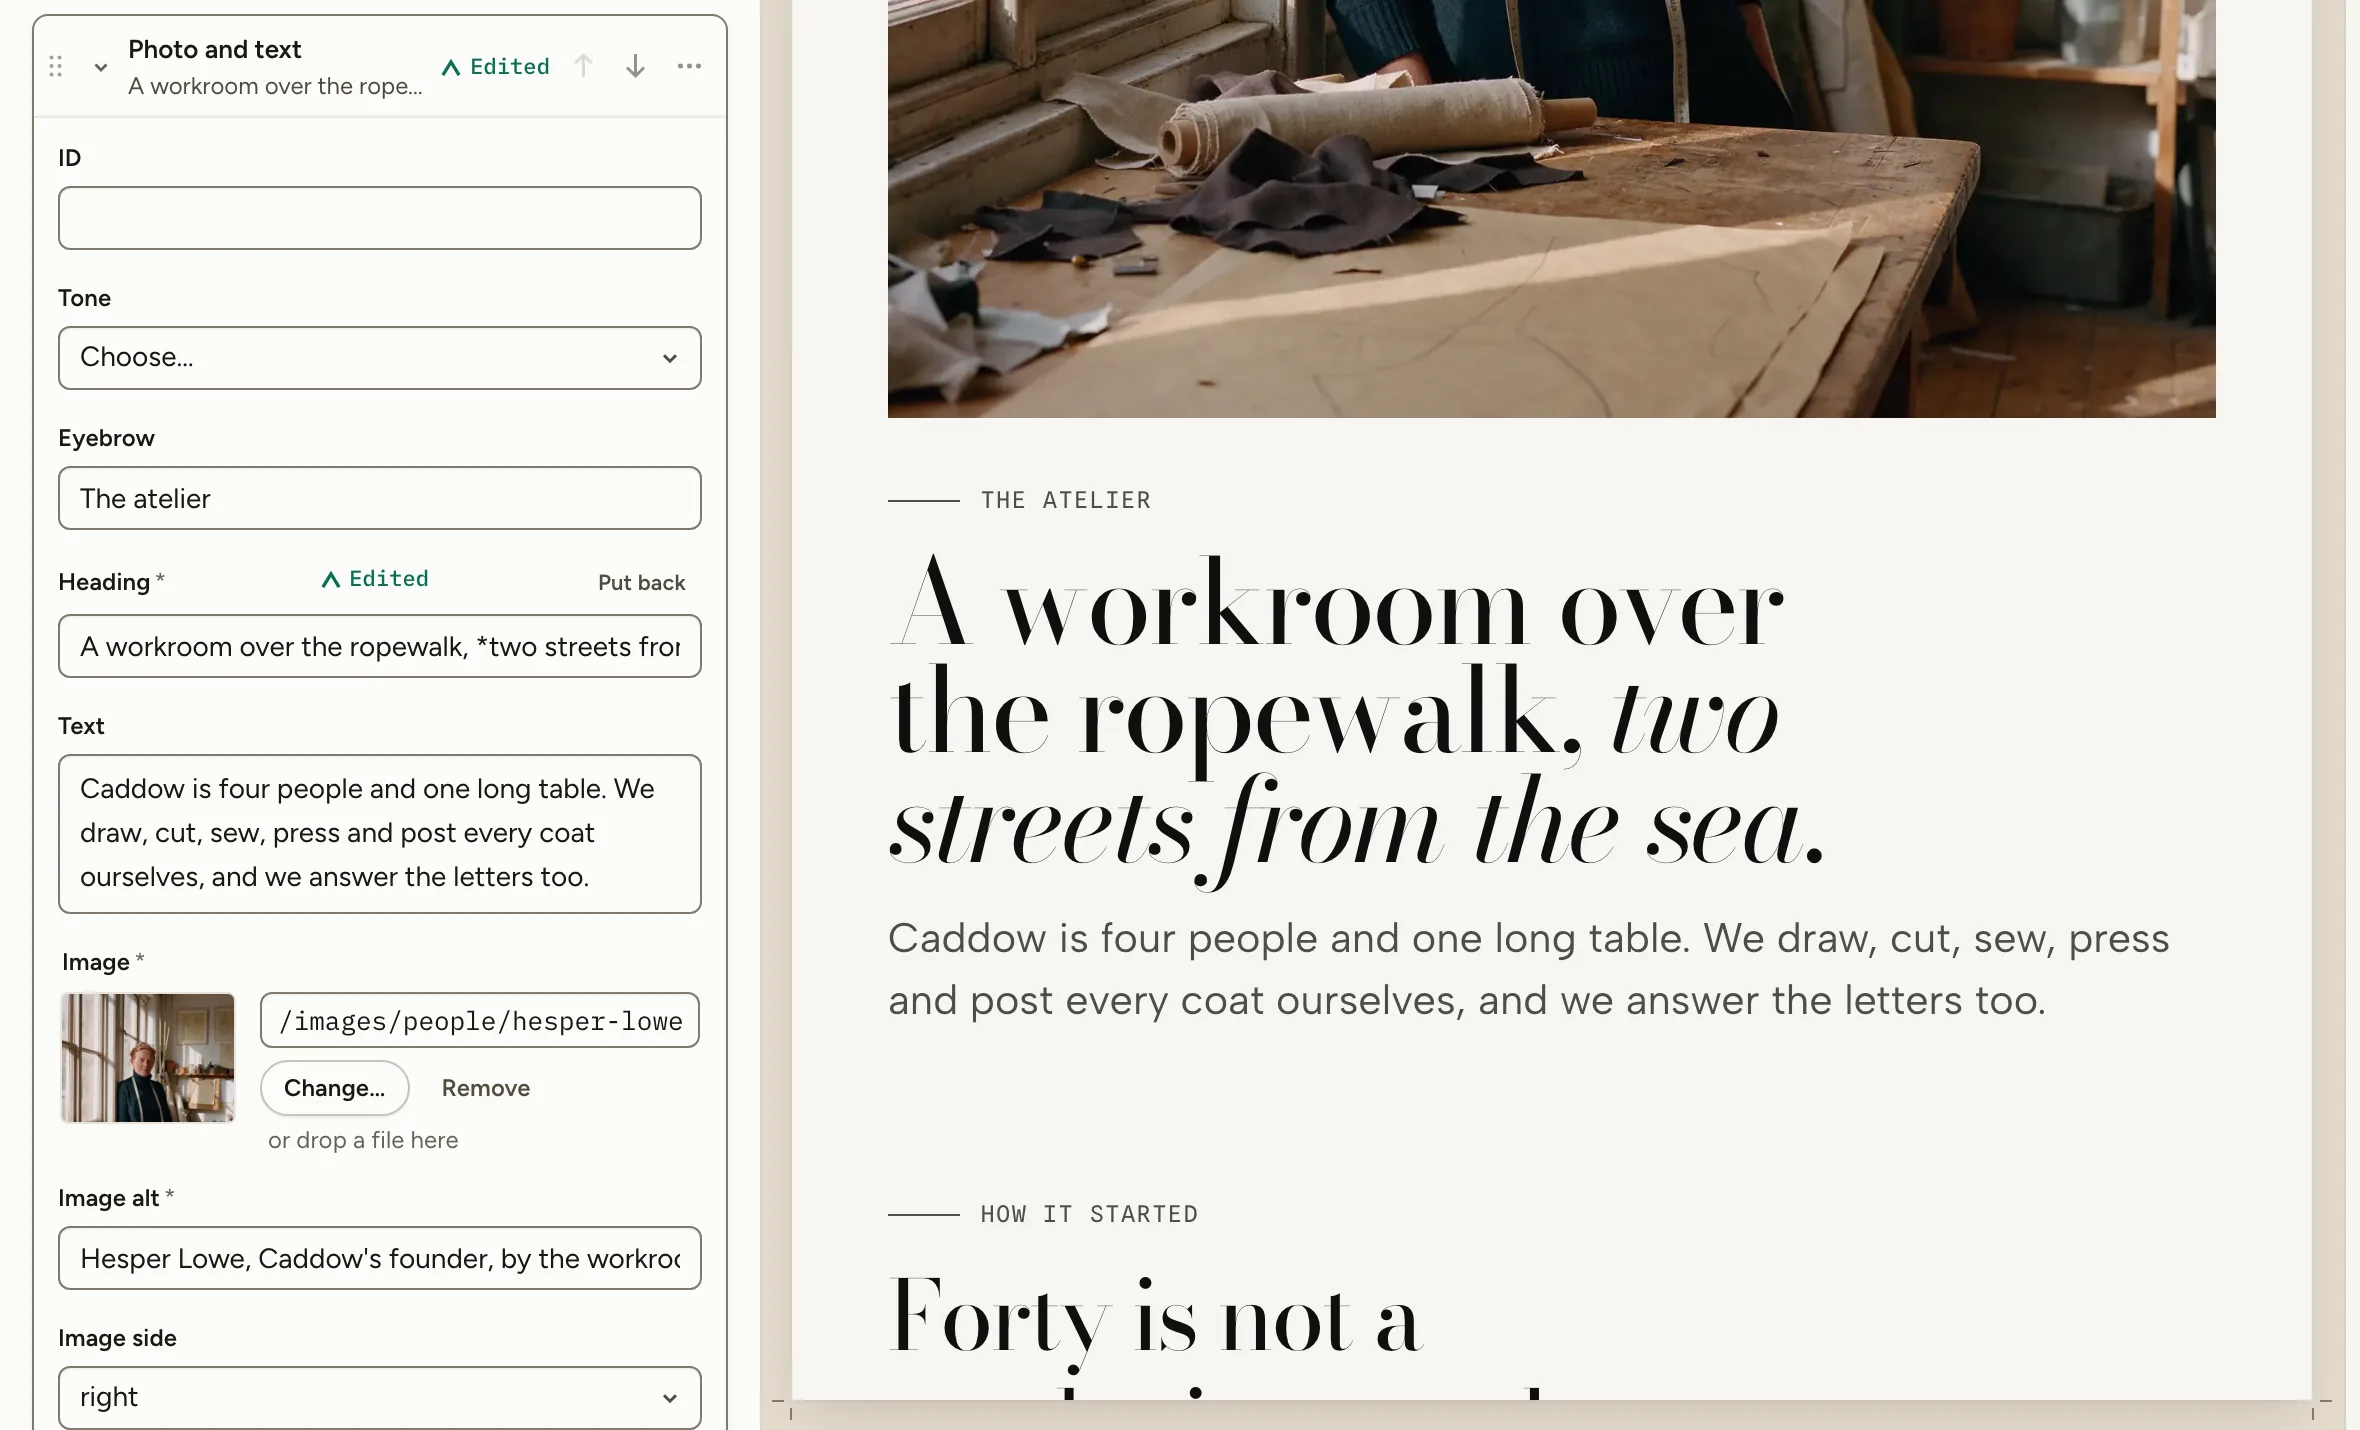 Photo and text
A workroom over the rope...
Edited
ID
Tone
Choose...
Eyebrow
The atelier
Heading *
Edited
Put back
A workroom over the ropewalk, *two streets from
Text
Caddow is four people and one long table. We
draw, cut, sew, press and post every coat
ourselves, and we answer the letters too.
Image *
/images/people/hesper-lowe
Change...
Remove
or drop a file here
Image alt *
Hesper Lowe, Caddow's founder, by the
Image side
right
THE ATELIER
A workroom over
the ropewalk, two
streets from the sea.
Caddow is four people and one long table. We draw, cut, sew, press
and post every coat ourselves, and we answer the letters too.
HOW IT STARTED
Forty is not a